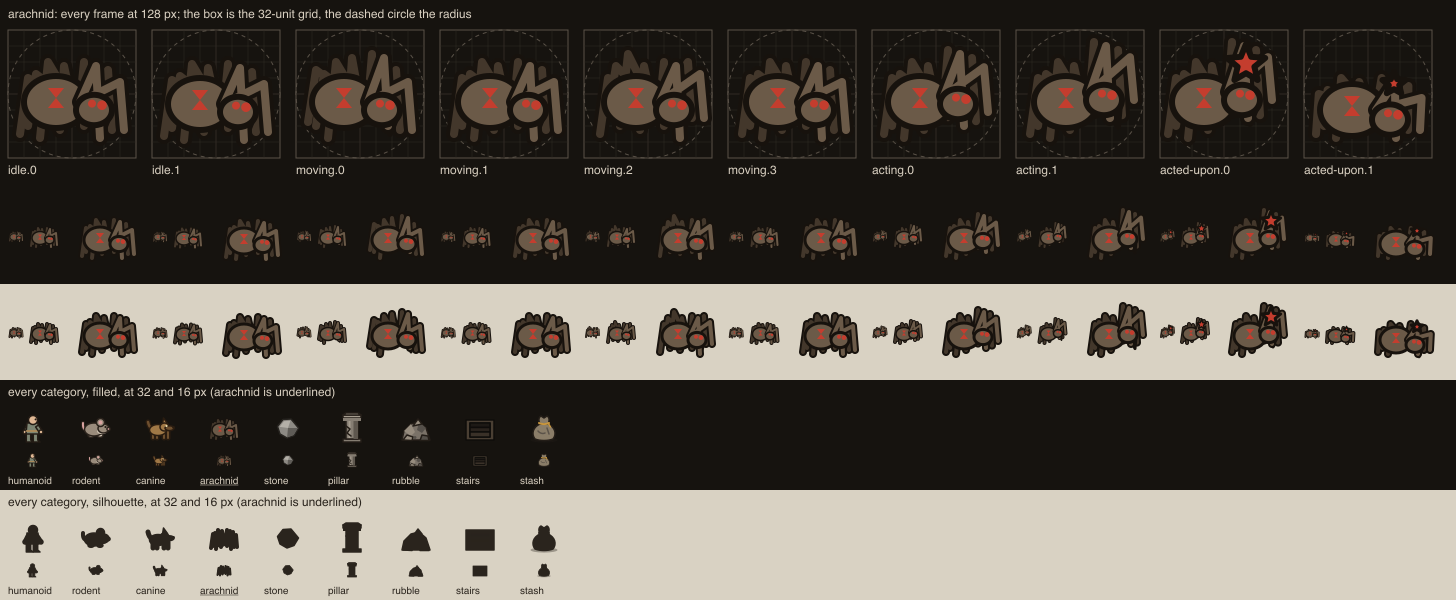 arachnid: every frame at 128 px; the box is the 32-unit grid, the dashed circle the radius
idle.0 idle.1 moving.0 moving.1 moving.2 moving.3 acting.0 acting.1 acted-upon.0 acted-upon.1
every category, filled, at 32 and 16 px (arachnid is underlined)
humanoid rodent canine arachnid stone pillar rubble stairs stash
every category, silhouette, at 32 and 16 px (arachnid is underlined)
humanoid rodent canine arachnid stone pillar rubble stairs stash